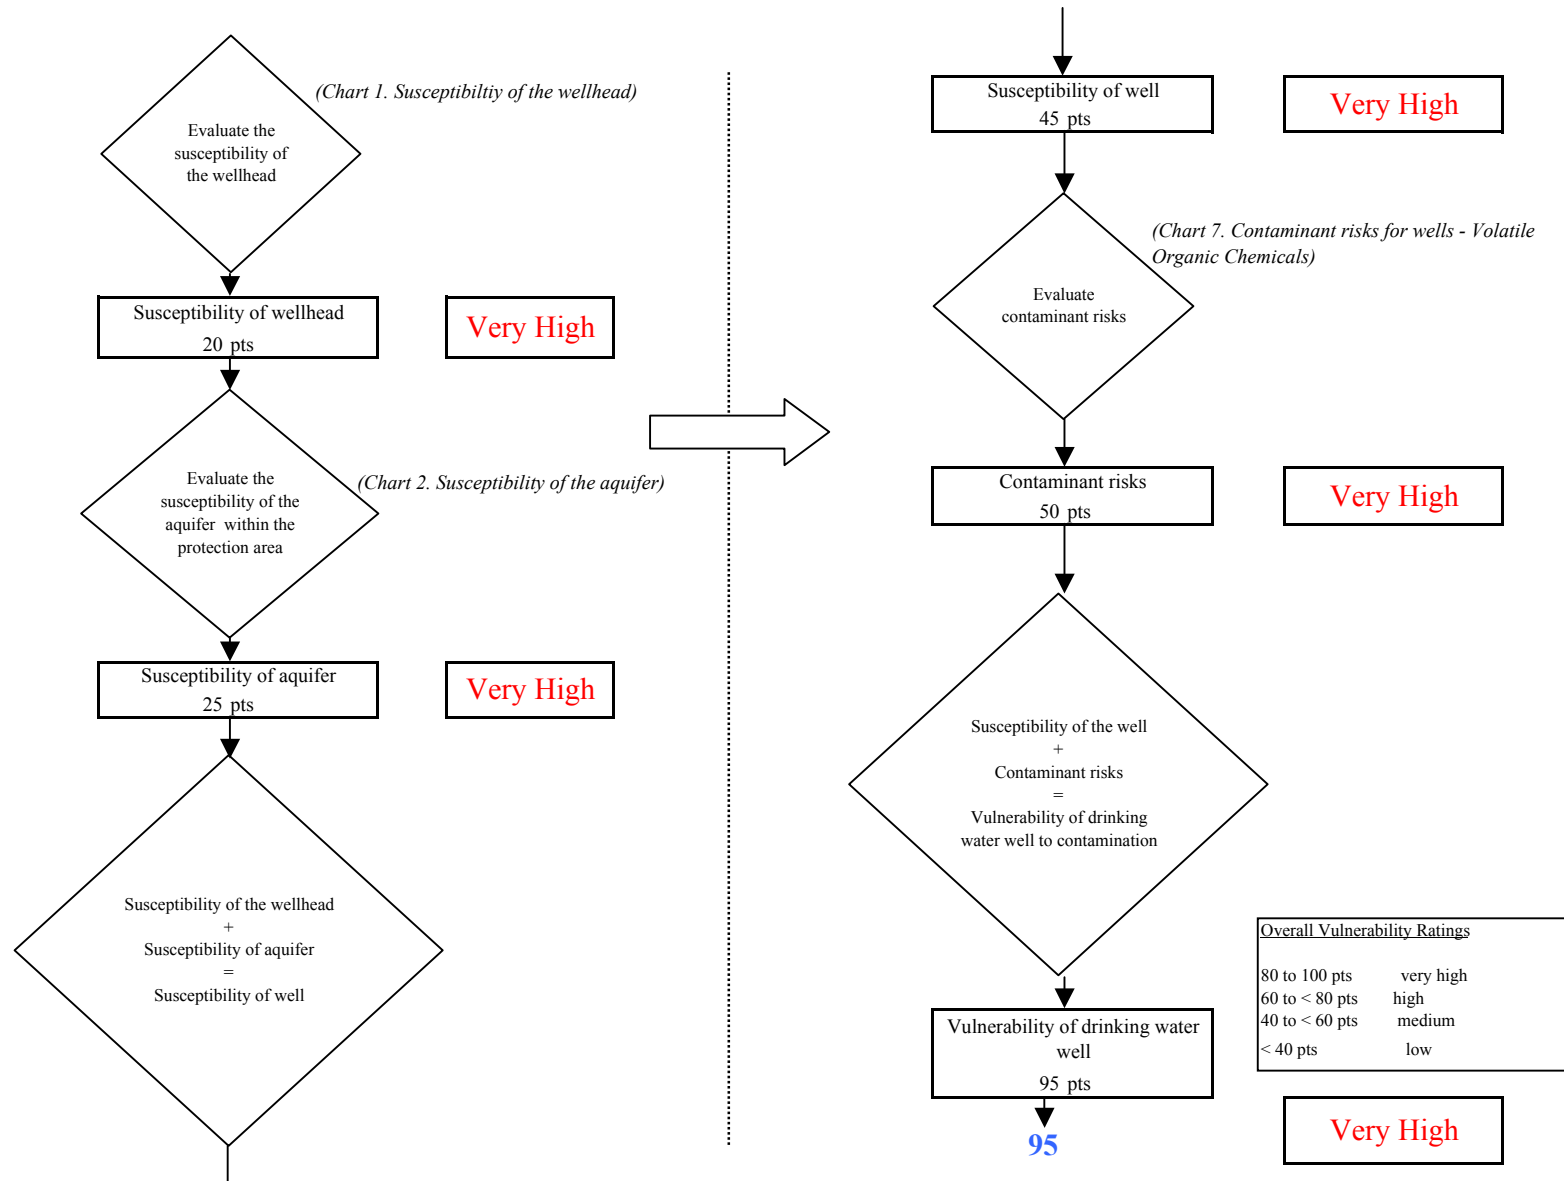 (Chart 1. Susceptibiltiy of the wellhead)
Evaluate the
susceptibility of
the wellhead
Susceptibility of wellhead
20 pts
Very High
Evaluate the
susceptibility of the
aquifer within the
protection area
(Chart 2. Susceptibility of the aquifer)
Susceptibility of aquifer
25 pts
Very High
Susceptibility of the wellhead
+
Susceptibility of aquifer
=
Susceptibility of well
Susceptibility of well
45 pts
Very High
(Chart 7. Contaminant risks for wells - Volatile
Organic Chemicals)
Evaluate
contaminant risks
Contaminant risks
50 pts
Very High
Susceptibility of the well
+
Contaminant risks
=
Vulnerability of drinking
water well to contamination
Vulnerability of drinking water
well
95 pts
95
Overall Vulnerability Ratings
80 to 100 pts very high
60 to < 80 pts high
40 to < 60 pts medium
< 40 pts low
Very High